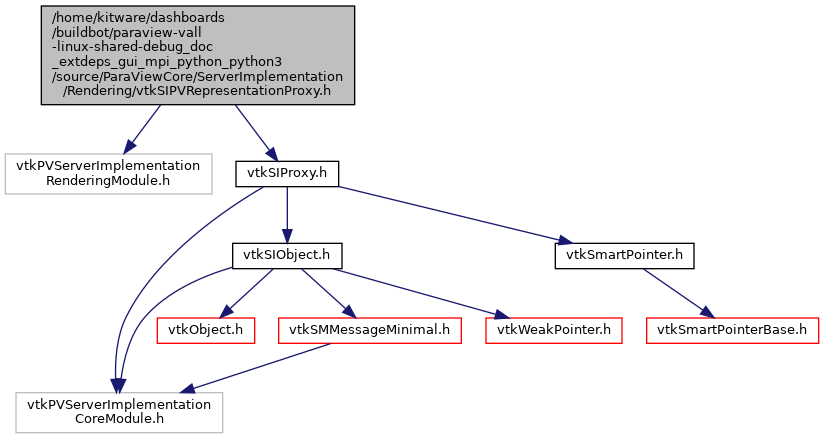 /home/kitware/dashboards
/buildbot/paraview-vall
-linux-shared-debug_doc
_extdeps_gui_mpi_python_python3
/source/ParaViewCore/ServerImplementation
/Rendering/vtkSIPVRepresentationProxy.h
vtkPVServerImplementation
RenderingModule.h
vtkSIProxy.h
vtkSIObject.h
vtkSmartPointer.h
vtkObject.h
vtkSMMessageMinimal.h
vtkWeakPointer.h
vtkSmartPointerBase.h
vtkPVServerImplementation
CoreModule.h